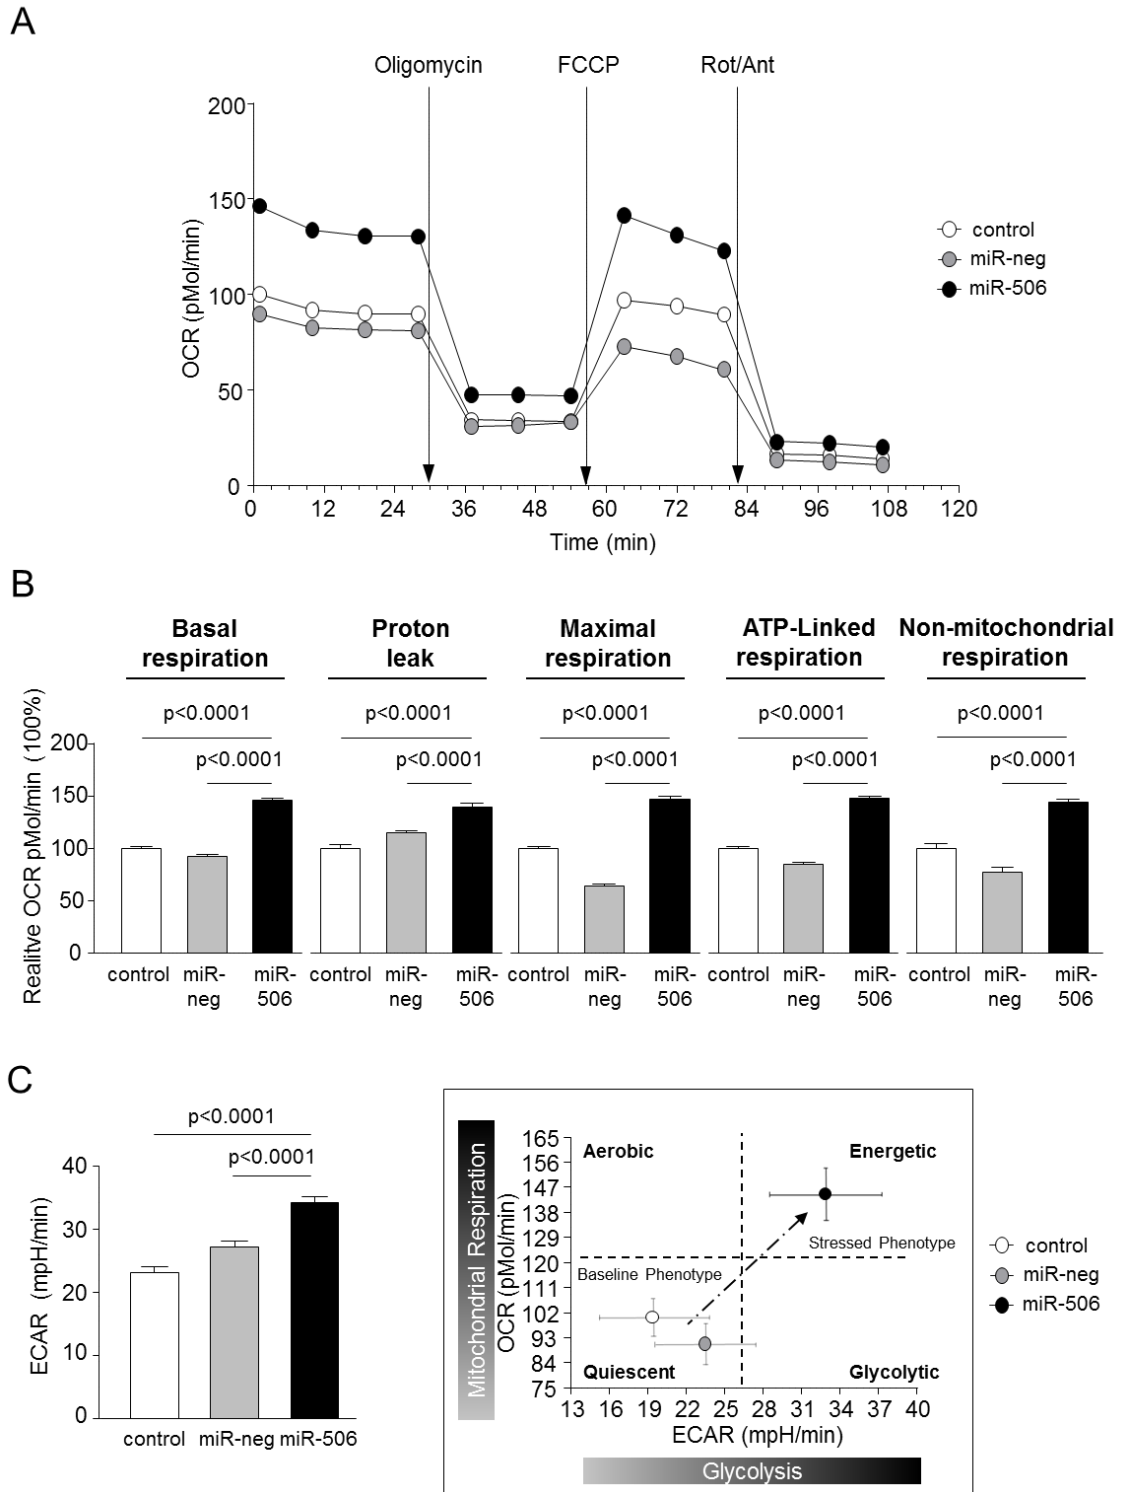 A
Oligomycin FCCP Rot/Ant
200
150
100
50
0
OCR (pMol/min)
0 12 24 36 48 60 72 84 96 108 120
Time (min)
control
miR-neg
miR-506
B
Basal respiration
Proton leak
Maximal respiration
ATP-Linked respiration
Non-mitochondrial respiration
p<0.0001 p<0.0001 p<0.0001 p<0.0001 p<0.0001
p<0.0001 p<0.0001 p<0.0001 p<0.0001 p<0.0001
Realitve OCR pMol/min (100%)
200
150
100
50
0
control miR-neg miR-506
control miR-neg miR-506
control miR-neg miR-506
control miR-neg miR-506
control miR-neg miR-506
C
p<0.0001
p<0.0001
ECAR (mpH/min)
40
30
20
10
0
control miR-neg miR-506
Mitochondrial Respiration
OCR (pMol/min)
165
156
147
138
129
120
111
102
93
84
75
Aerobic Energetic
Stressed Phenotype
Baseline Phenotype
Quiescent Glycolytic
13 16 19 22 25 28 31 34 37 40
ECAR (mpH/min)
Glycolysis
control
miR-neg
miR-506